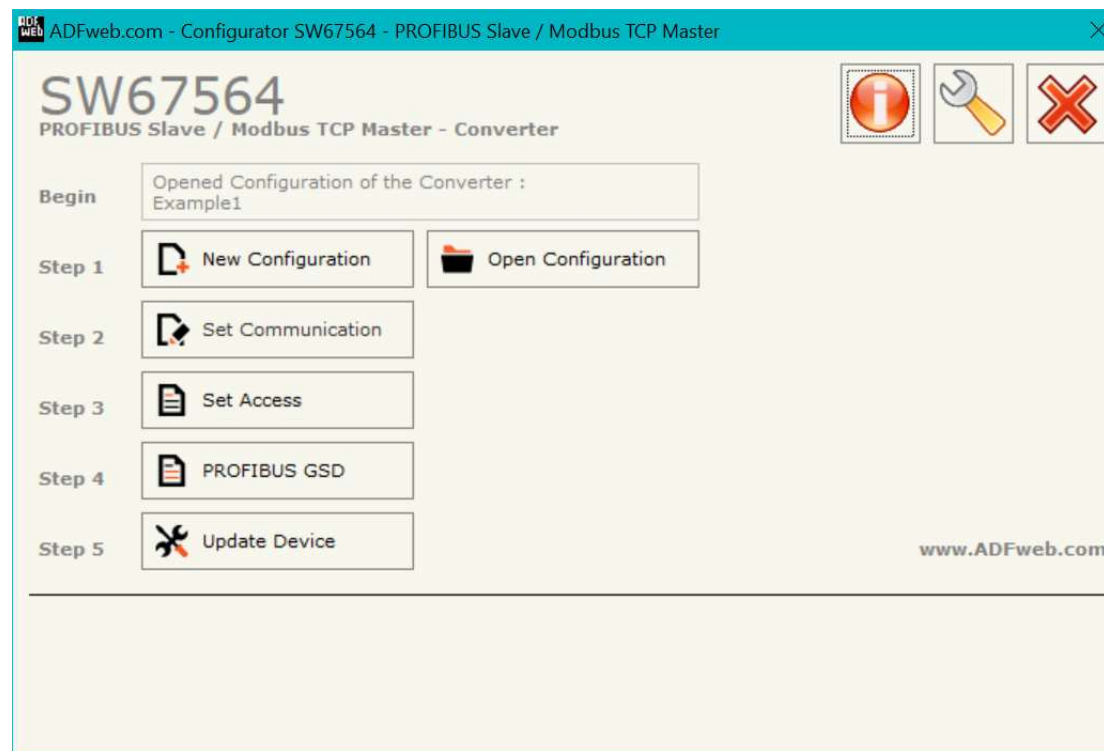 ADF
WEB
ADFweb.com - Configurator SW67564 - PROFIBUS Slave / Modbus TCP Master
SW67564
PROFIBUS Slave / Modbus TCP Master - Converter
Begin
Opened Configuration of the Converter :
Example1
Step 1
New Configuration
Open Configuration
Step 2
Set Communication
Step 3
Set Access
Step 4
PROFIBUS GSD
Step 5
Update Device
www.ADFweb.com